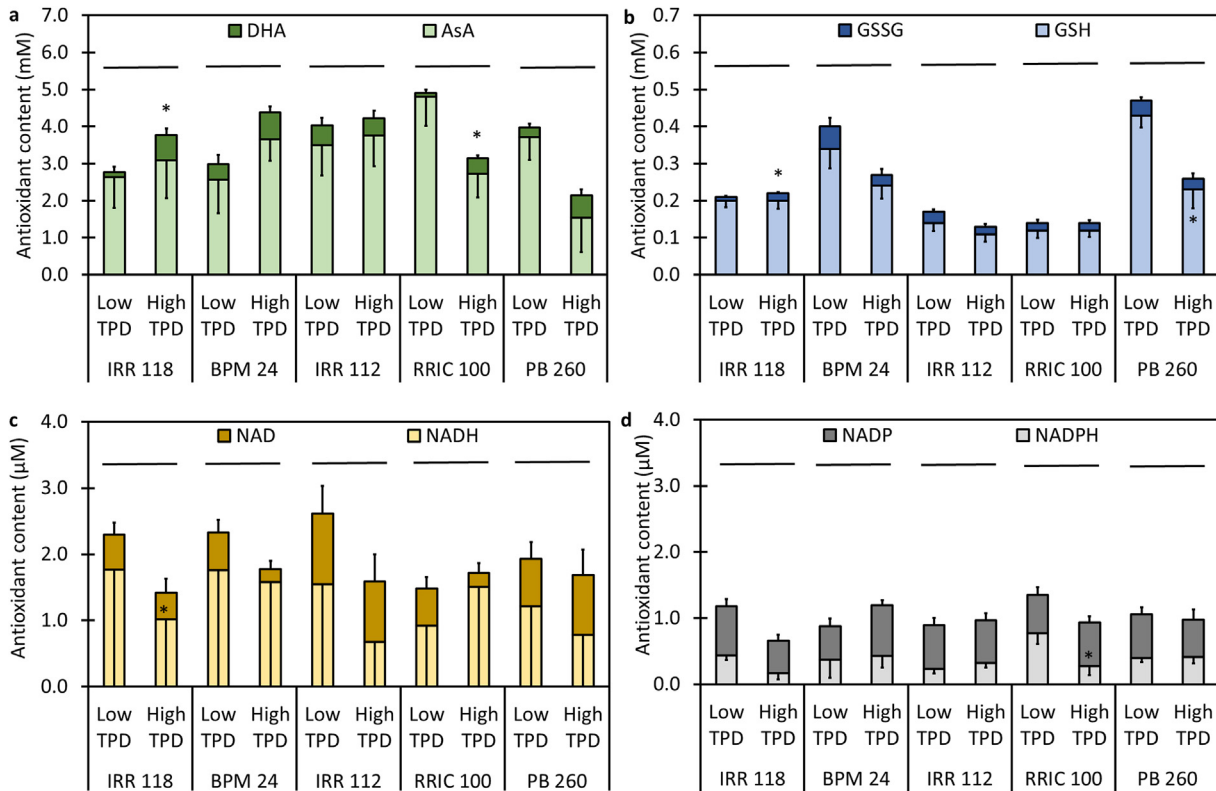 a
Antioxidant content (mM)
7.0
6.0
5.0
4.0
3.0
2.0
1.0
0.0
DHA AsA
*
*
Low High Low High Low High Low High Low High
TPD TPD TPD TPD TPD TPD TPD TPD TPD TPD
IRR 118 BPM 24 IRR 112 RRIC 100 PB 260
b
Antioxidant content (mM)
0.7
0.6
0.5
0.4
0.3
0.2
0.1
0.0
GSSG GSH
*
*
Low High Low High Low High Low High Low High
TPD TPD TPD TPD TPD TPD TPD TPD TPD TPD
IRR 118 BPM 24 IRR 112 RRIC 100 PB 260
c
Antioxidant content (µM)
4.0
3.0
2.0
1.0
0.0
NAD NADH
*
Low High Low High Low High Low High Low High
TPD TPD TPD TPD TPD TPD TPD TPD TPD TPD
IRR 118 BPM 24 IRR 112 RRIC 100 PB 260
d
Antioxidant content (µM)
4.0
3.0
2.0
1.0
0.0
NADP NADPH
*
Low High Low High Low High Low High Low High
TPD TPD TPD TPD TPD TPD TPD TPD TPD TPD
IRR 118 BPM 24 IRR 112 RRIC 100 PB 260